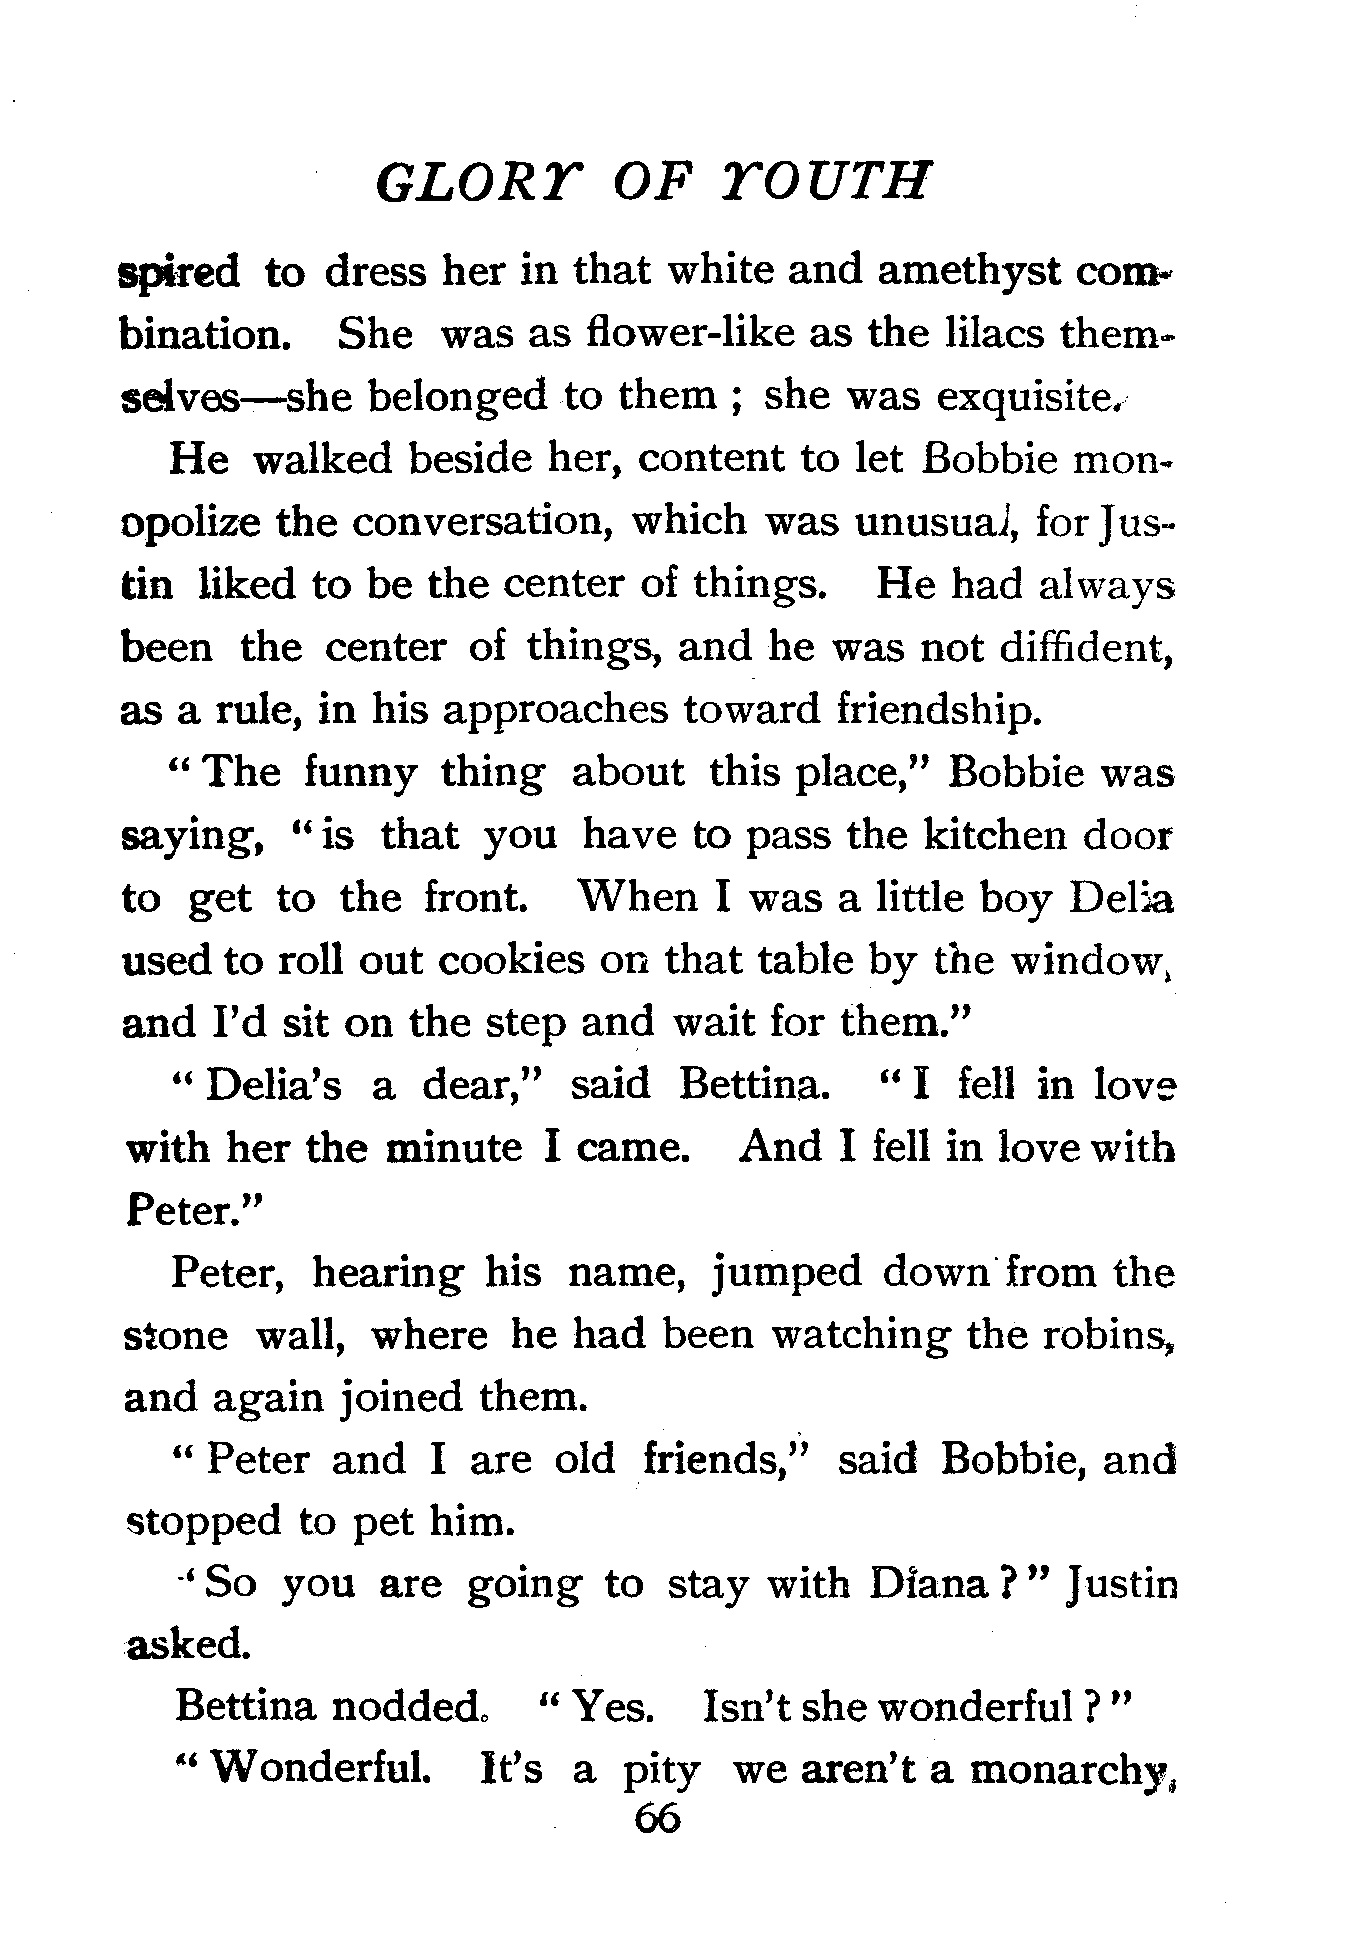 GLORY OF YOUTH
spired to dress her in that white and amethyst com-
bination. She was as flower-like as the lilacs them-
selves—she belonged to them ; she was exquisite.
He walked beside her, content to let Bobbie mon-
opolize the conversation, which was unusual, for Jus-
tin liked to be the center of things. He had always
been the center of things, and he was not diffident,
as a rule, in his approaches toward friendship.
“ The funny thing about this place,” Bobbie was
saying, “ is that you have to pass the kitchen door
to get to the front. When I was a little boy Delia
used to roll out cookies on that table by the window,
and I’d sit on the step and wait for them.”
“ Delia’s a dear,” said Bettina. “ I fell in love
with her the minute I came. And I fell in love with
Peter.”
Peter, hearing his name, jumped down from the
stone wall, where he had been watching the robins,
and again joined them.
“ Peter and I are old friends,” said Bobbie, and
stopped to pet him.
“ So you are going to stay with Diana ? ” Justin
asked.
Bettina nodded. “ Yes. Isn’t she wonderful ? ”
“ Wonderful. It’s a pity we aren’t a monarchy,
66